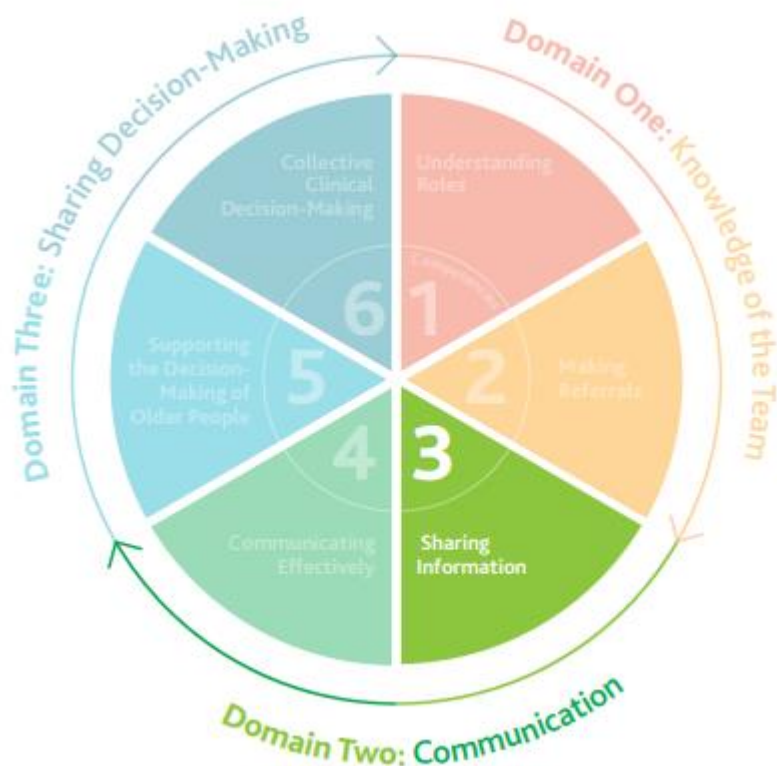 Domain One: Knowledge of the Team
Understanding
Roles
1
2
Making
Referrals
3
Sharing
Information
Domain Two: Communication
4
Communicating
Effectively
5
Supporting
the Decision-
Making of
Older People
6
Collective
Clinical
Decision-Making
Domain Three: Sharing Decision-Making